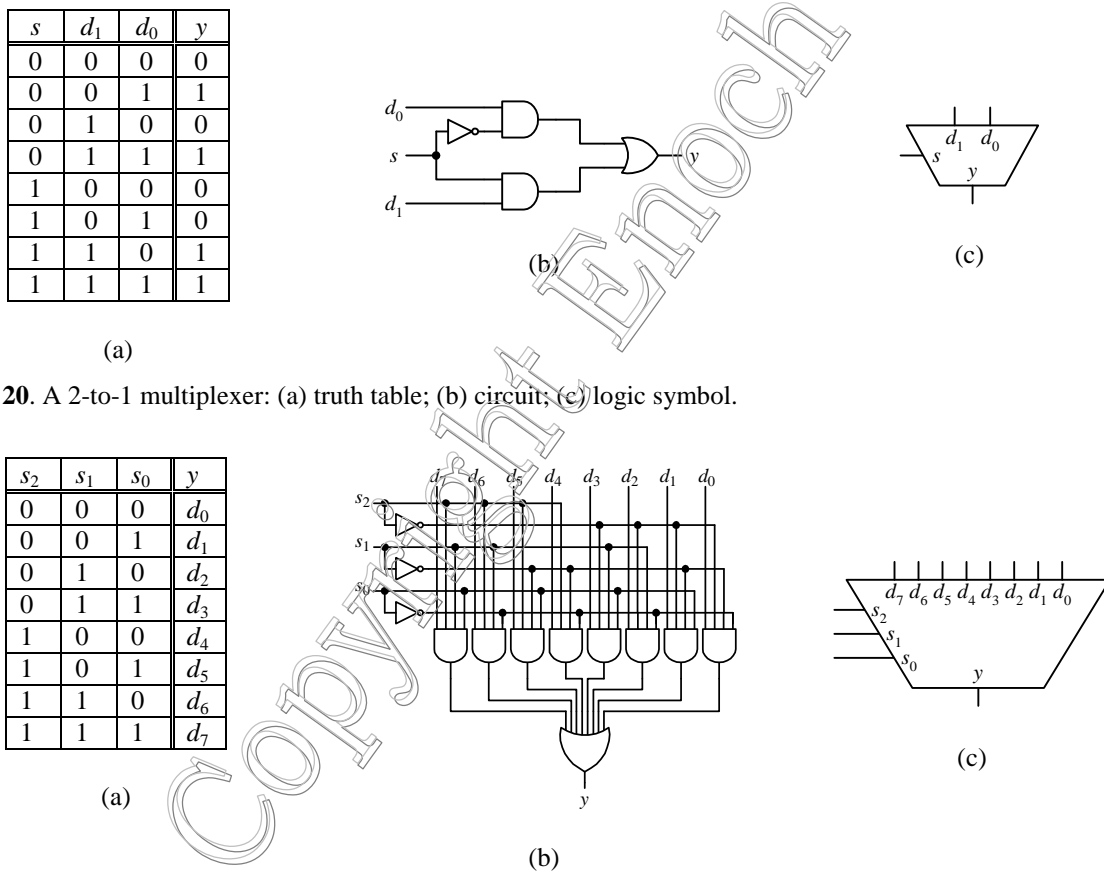 s d1 d0 y
0 0 0 0
0 0 1 1
0 1 0 0
0 1 1 1
1 0 0 0
1 0 1 0
1 1 0 1
1 1 1 1
(a)
d0
s
d1
y
(b)
d1 d0
s
y
(c)
20. A 2-to-1 multiplexer: (a) truth table; (b) circuit; (c) logic symbol.
s2 s1 s0 y
0 0 0 d0
0 0 1 d1
0 1 0 d2
0 1 1 d3
1 0 0 d4
1 0 1 d5
1 1 0 d6
1 1 1 d7
(a)
d7 d6 d5 d4 d3 d2 d1 d0
s2
s1
s0
y
(b)
d7 d6 d5 d4 d3 d2 d1 d0
s2
s1
s0
y
(c)
Copyright Enoch